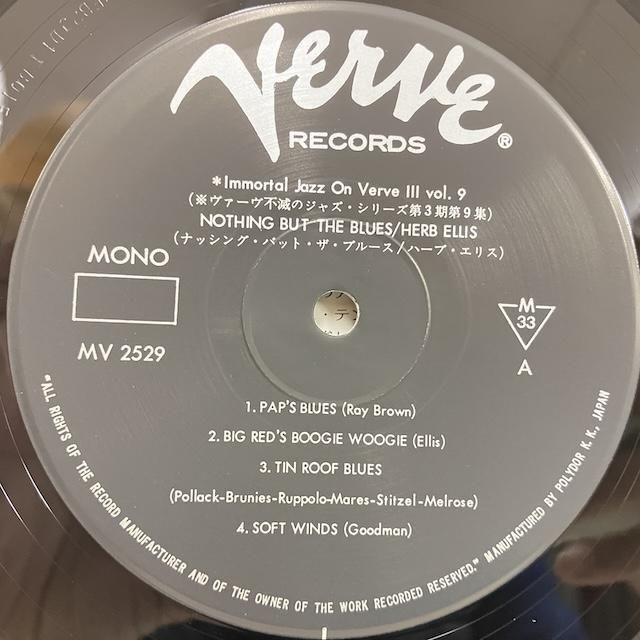 VERVE
RECORDS®
*Immortal Jazz On Verve III vol. 9
(※ヴァーヴ不滅のジャズ・シリーズ第3期第9集)
NOTHING BUT THE BLUES/HERB ELLIS
(ナッシング・バット・ザ・ブルース/ハーブ・エリス)
MONO
MV 2529
M
33
A
1. PAP'S BLUES (Ray Brown)
2. BIG RED'S BOOGIE WOOGIE (Ellis)
3. TIN ROOF BLUES
(Pollack-Brunies-Ruppolo-Mares-Stitzel-Melrose)
4. SOFT WINDS (Goodman)
"ALL RIGHTS OF THE RECORD MANUFACTURER AND OF THE OWNER OF THE WORK RECORDED RESERVED." MANUFACTURED BY POLYDOR K.K., JAPAN